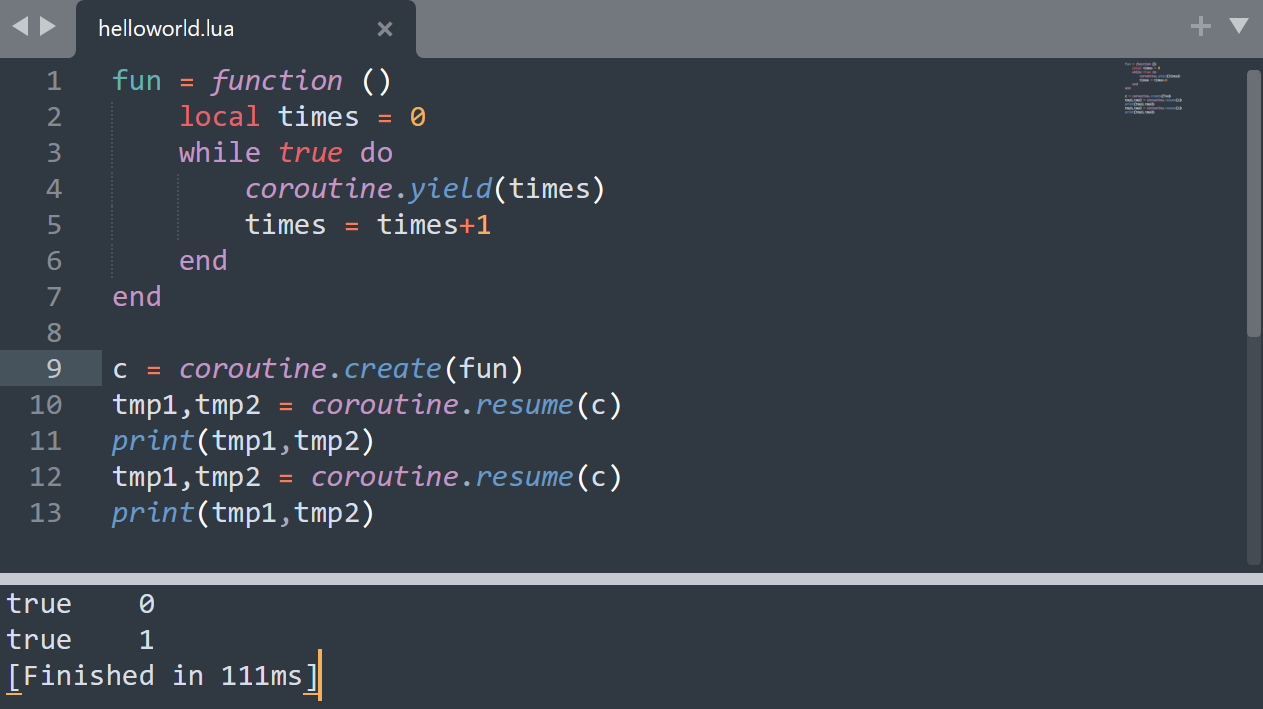 helloworld.lua
1 fun = function ()
2     local times = 0
3     while true do
4         coroutine.yield(times)
5         times = times+1
6     end
7 end
8
9 c = coroutine.create(fun)
10 tmp1,tmp2 = coroutine.resume(c)
11 print(tmp1,tmp2)
12 tmp1,tmp2 = coroutine.resume(c)
13 print(tmp1,tmp2)
true    0
true    1
[Finished in 111ms]